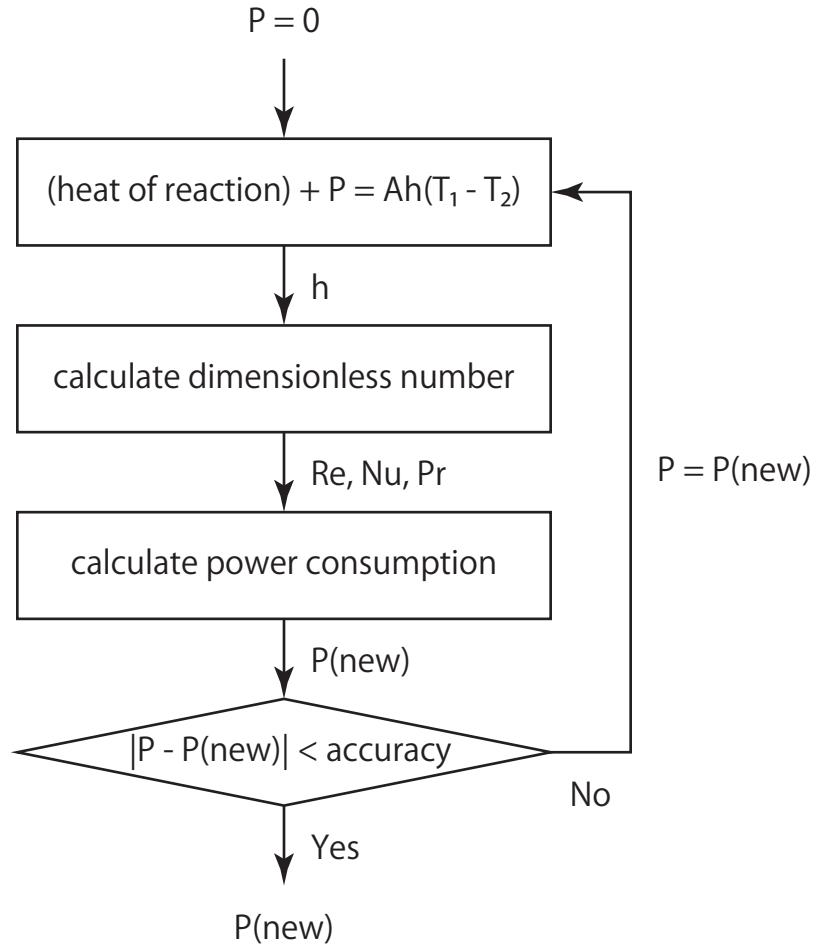 P = 0
(heat of reaction) + P = Ah(T₁ - T₂)
h
calculate dimensionless number
Re, Nu, Pr
P = P(new)
calculate power consumption
P(new)
|P - P(new)| < accuracy
No
Yes
P(new)